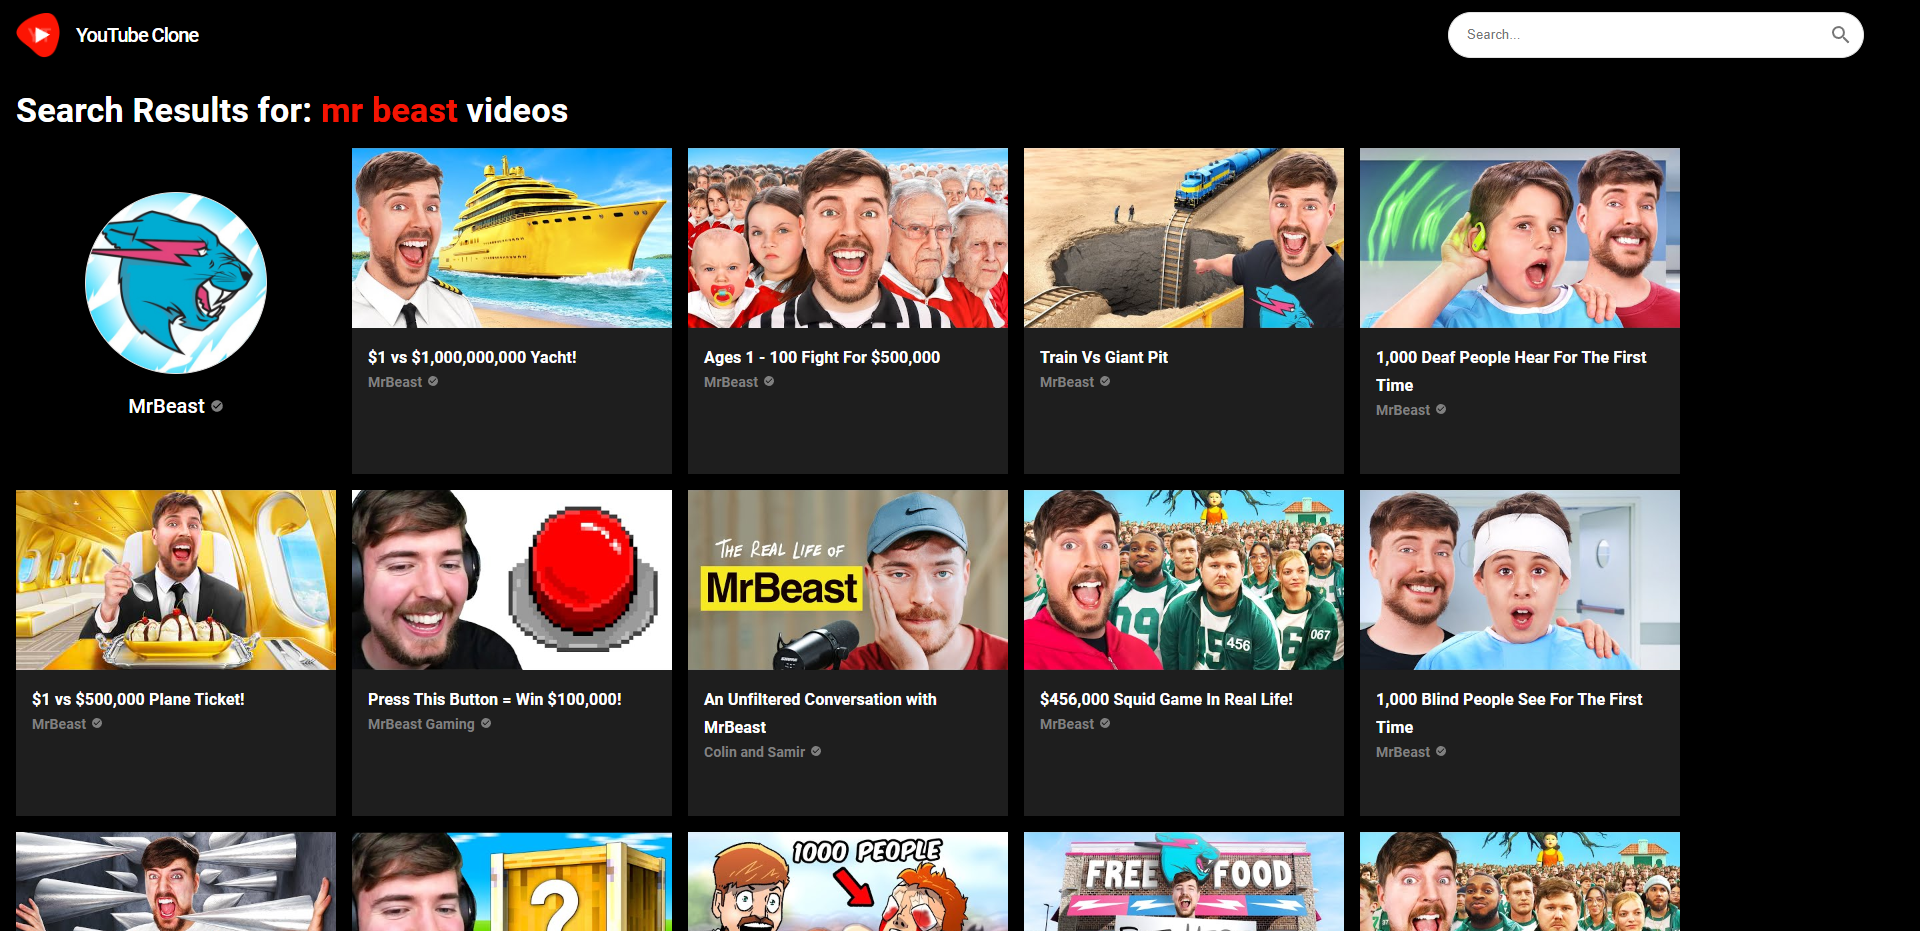 YouTube Clone
Search...
Search Results for: mr beast videos
MrBeast
$1 vs $1,000,000,000 Yacht!
MrBeast
Ages 1 - 100 Fight For $500,000
MrBeast
Train Vs Giant Pit
MrBeast
1,000 Deaf People Hear For The First
Time
MrBeast
$1 vs $500,000 Plane Ticket!
MrBeast
Press This Button = Win $100,000!
MrBeast Gaming
THE REAL LIFE OF
MrBeast
An Unfiltered Conversation with
MrBeast
Colin and Samir
456
067
$456,000 Squid Game In Real Life!
MrBeast
1,000 Blind People See For The First
Time
MrBeast
?
1000 PEOPLE
FREE FOOD